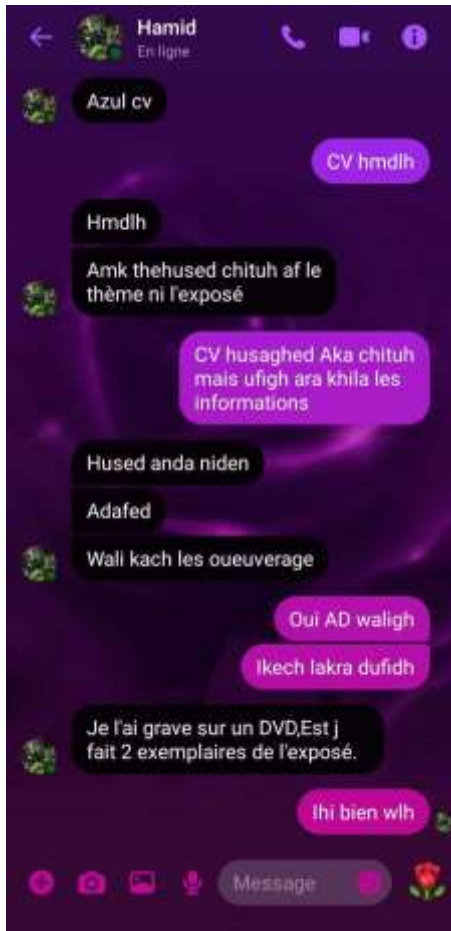 Hamid
En ligne
Azul cv
CV hmdlh
Hmdlh
Amk thehused chituh af le
thème ni l'exposé
CV husaghed Aka chituh
mais ufigh ara khila les
informations
Hused anda niden
Adafed
Wali kach les oueuverage
Oui AD waligh
Ikech lakra dufidh
Je l'ai grave sur un DVD,Est j
fait 2 exemplaires de l'exposé.
Ihi bien wlh
Message